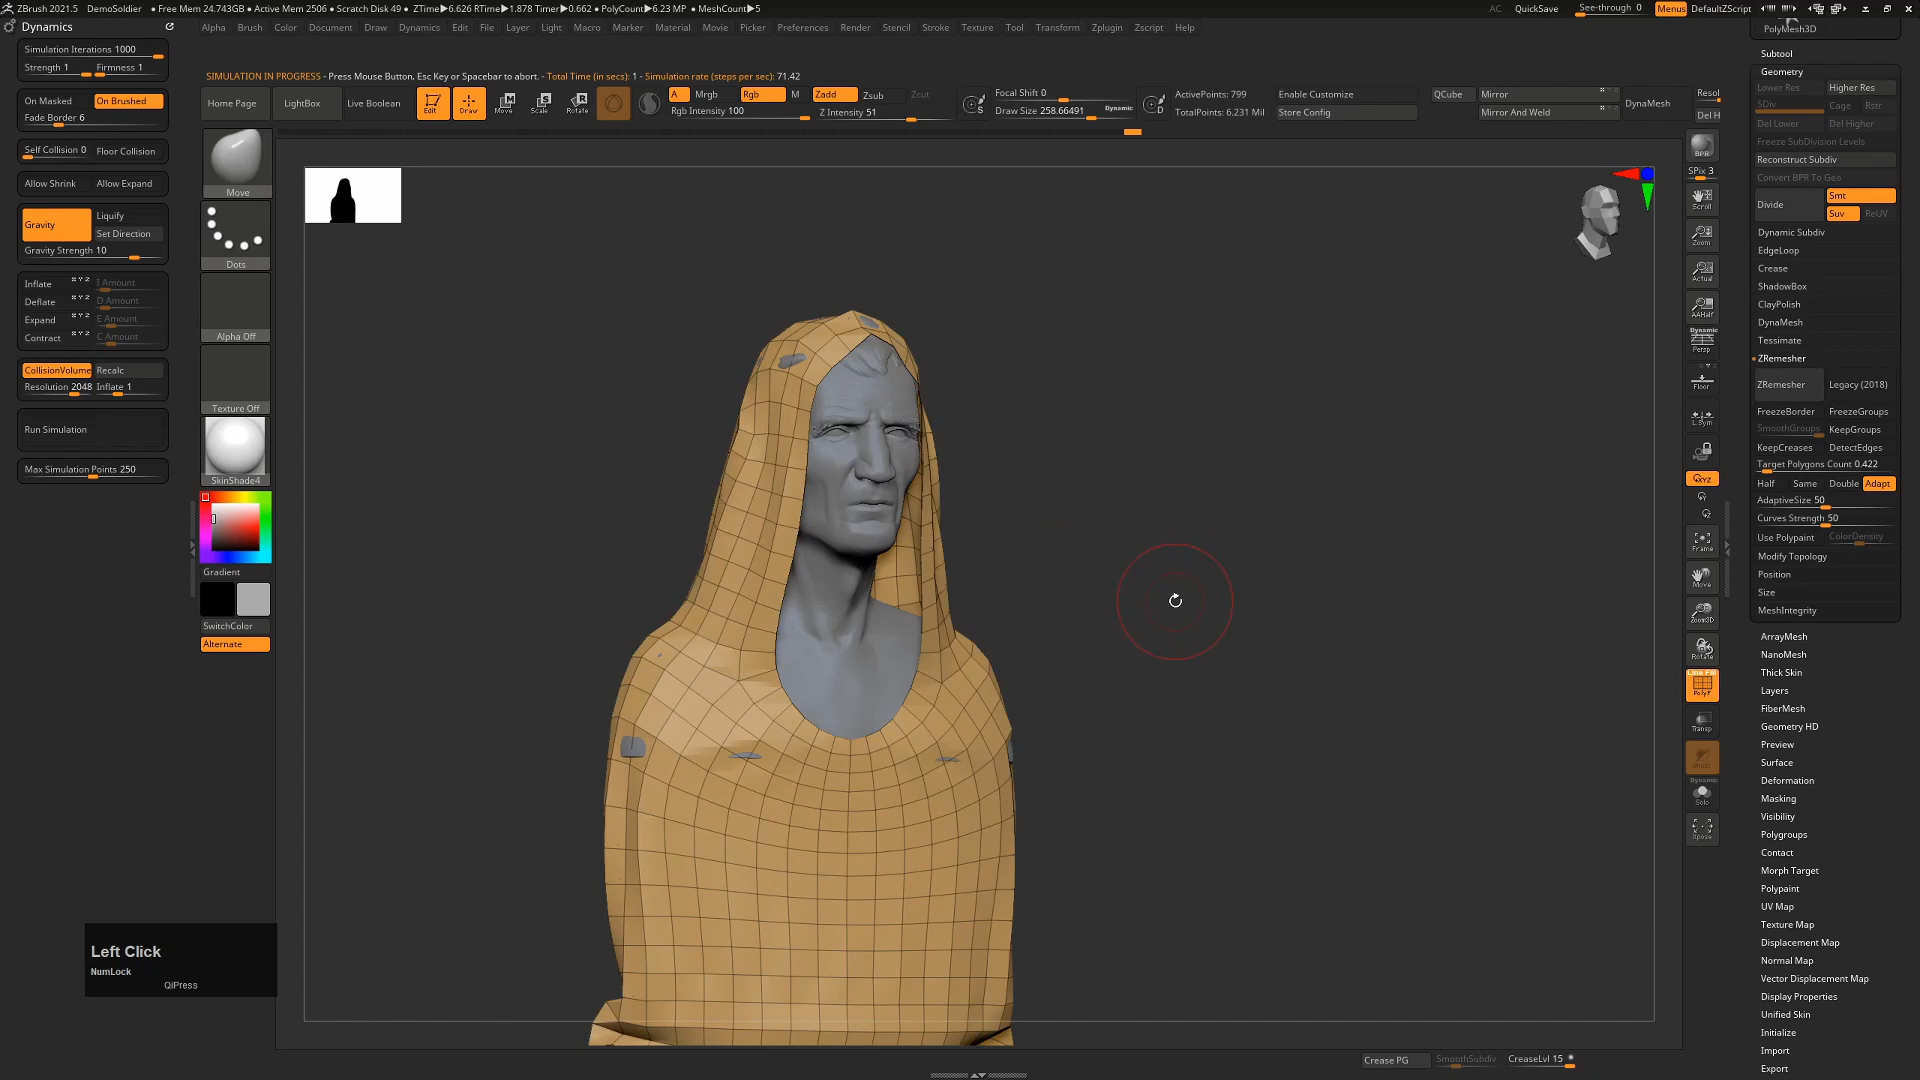 ZBrush 2021.5 DemoSoldier • Free Mem 24.743GB • Active Mem 2506 • Scratch Disk 49 • ZTime▶6.626 RTime▶1.878 Timer▶0.662 • PolyCount▶6.23 MP • MeshCount▶5
AC QuickSave See-through 0 Menus DefaultZScript
Dynamics
Alpha Brush Color Document Draw Dynamics Edit File Layer Light Macro Marker Material Movie Picker Preferences Render Stencil Stroke Texture Tool Transform Zplugin Zscript Help
PolyMesh3D
Simulation Iterations 1000
Strength 1 Firmness 1
On Masked On Brushed
Fade Border 6
Self Collision 0 Floor Collision
Allow Shrink Allow Expand
Gravity Liquify
Set Direction
Gravity Strength 10
Inflate I Amount
Deflate D Amount
Expand E Amount
Contract C Amount
CollisionVolume Recalc
Resolution 2048 Inflate 1
Run Simulation
Max Simulation Points 250
SIMULATION IN PROGRESS - Press Mouse Button, Esc Key or Spacebar to abort. - Total Time (in secs): 1 - Simulation rate (steps per sec): 71.42
Home Page LightBox Live Boolean Edit Draw Move Scale Rotate
A Mrgb Rgb M Zadd Zsub Zcut
Rgb Intensity 100 Z Intensity 51
Focal Shift 0
Draw Size 258.66491 Dynamic
ActivePoints: 799
TotalPoints: 6.231 Mil
Enable Customize
Store Config
QCube Mirror
Mirror And Weld
DynaMesh
Resol
Del H
Move
Dots
Alpha Off
Texture Off
SkinShade4
Gradient
SwitchColor
Alternate
BPR
SPix 3
Scroll
Zoom
Actual
AAHalf
Dynamic
Persp
Floor
L.Sym
XYZ
Frame
Move
Zoom3D
Rotate
Line Fill
PolyF
Transp
Ghost
Dynamic
Solo
Xpose
Subtool
Geometry
Lower Res Higher Res
SDiv Cage Rstr
Del Lower Del Higher
Freeze SubDivision Levels
Reconstruct Subdiv
Convert BPR To Geo
Divide Smt
Suv ReUV
Dynamic Subdiv
EdgeLoop
Crease
ShadowBox
ClayPolish
DynaMesh
Tessimate
ZRemesher
ZRemesher Legacy (2018)
FreezeBorder FreezeGroups
SmoothGroups KeepGroups
KeepCreases DetectEdges
Target Polygons Count 0.422
Half Same Double Adapt
AdaptiveSize 50
Curves Strength 50
Use Polypaint ColorDensity
Modify Topology
Position
Size
MeshIntegrity
ArrayMesh
NanoMesh
Thick Skin
Layers
FiberMesh
Geometry HD
Preview
Surface
Deformation
Masking
Visibility
Polygroups
Contact
Morph Target
Polypaint
UV Map
Texture Map
Displacement Map
Normal Map
Vector Displacement Map
Display Properties
Unified Skin
Initialize
Import
Export
Left Click
NumLock
QiPress
Crease PG SmoothSubdiv CreaseLvl 15